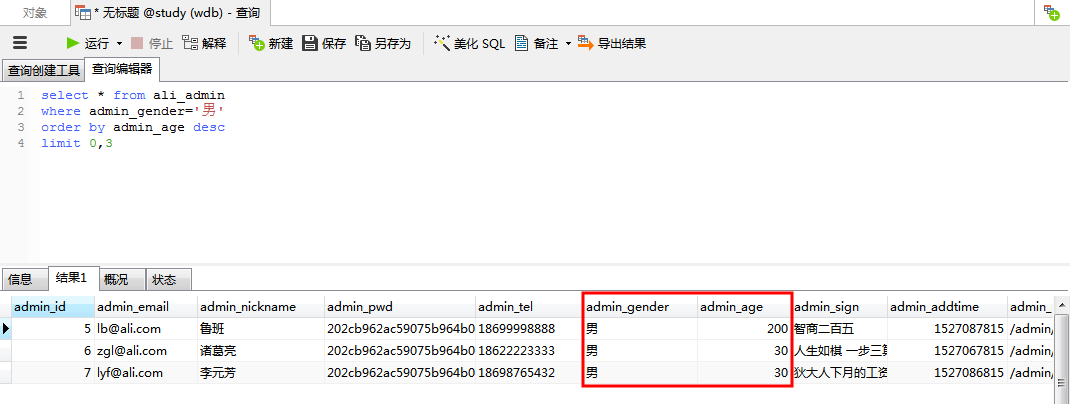 对象 * 无标题 @study (wdb) - 查询
运行 停止 解释 新建 保存 另存为 美化 SQL 备注 导出结果
查询创建工具 查询编辑器
1 select * from ali_admin
2 where admin_gender='男'
3 order by admin_age desc
4 limit 0,3
信息 结果1 概况 状态
admin_id admin_email admin_nickname admin_pwd admin_tel admin_gender admin_age admin_sign admin_addtime admin_
5 lb@ali.com 鲁班 202cb962ac59075b964b0 18699998888 男 200 智商二百五 1527087815 /admin/
6 zgl@ali.com 诸葛亮 202cb962ac59075b964b0 18622223333 男 30 人生如棋 一步三算 1527067815 /admin/
7 lyf@ali.com 李元芳 202cb962ac59075b964b0 18698765432 男 30 狄大人下月的工资 1527086815 /admin/